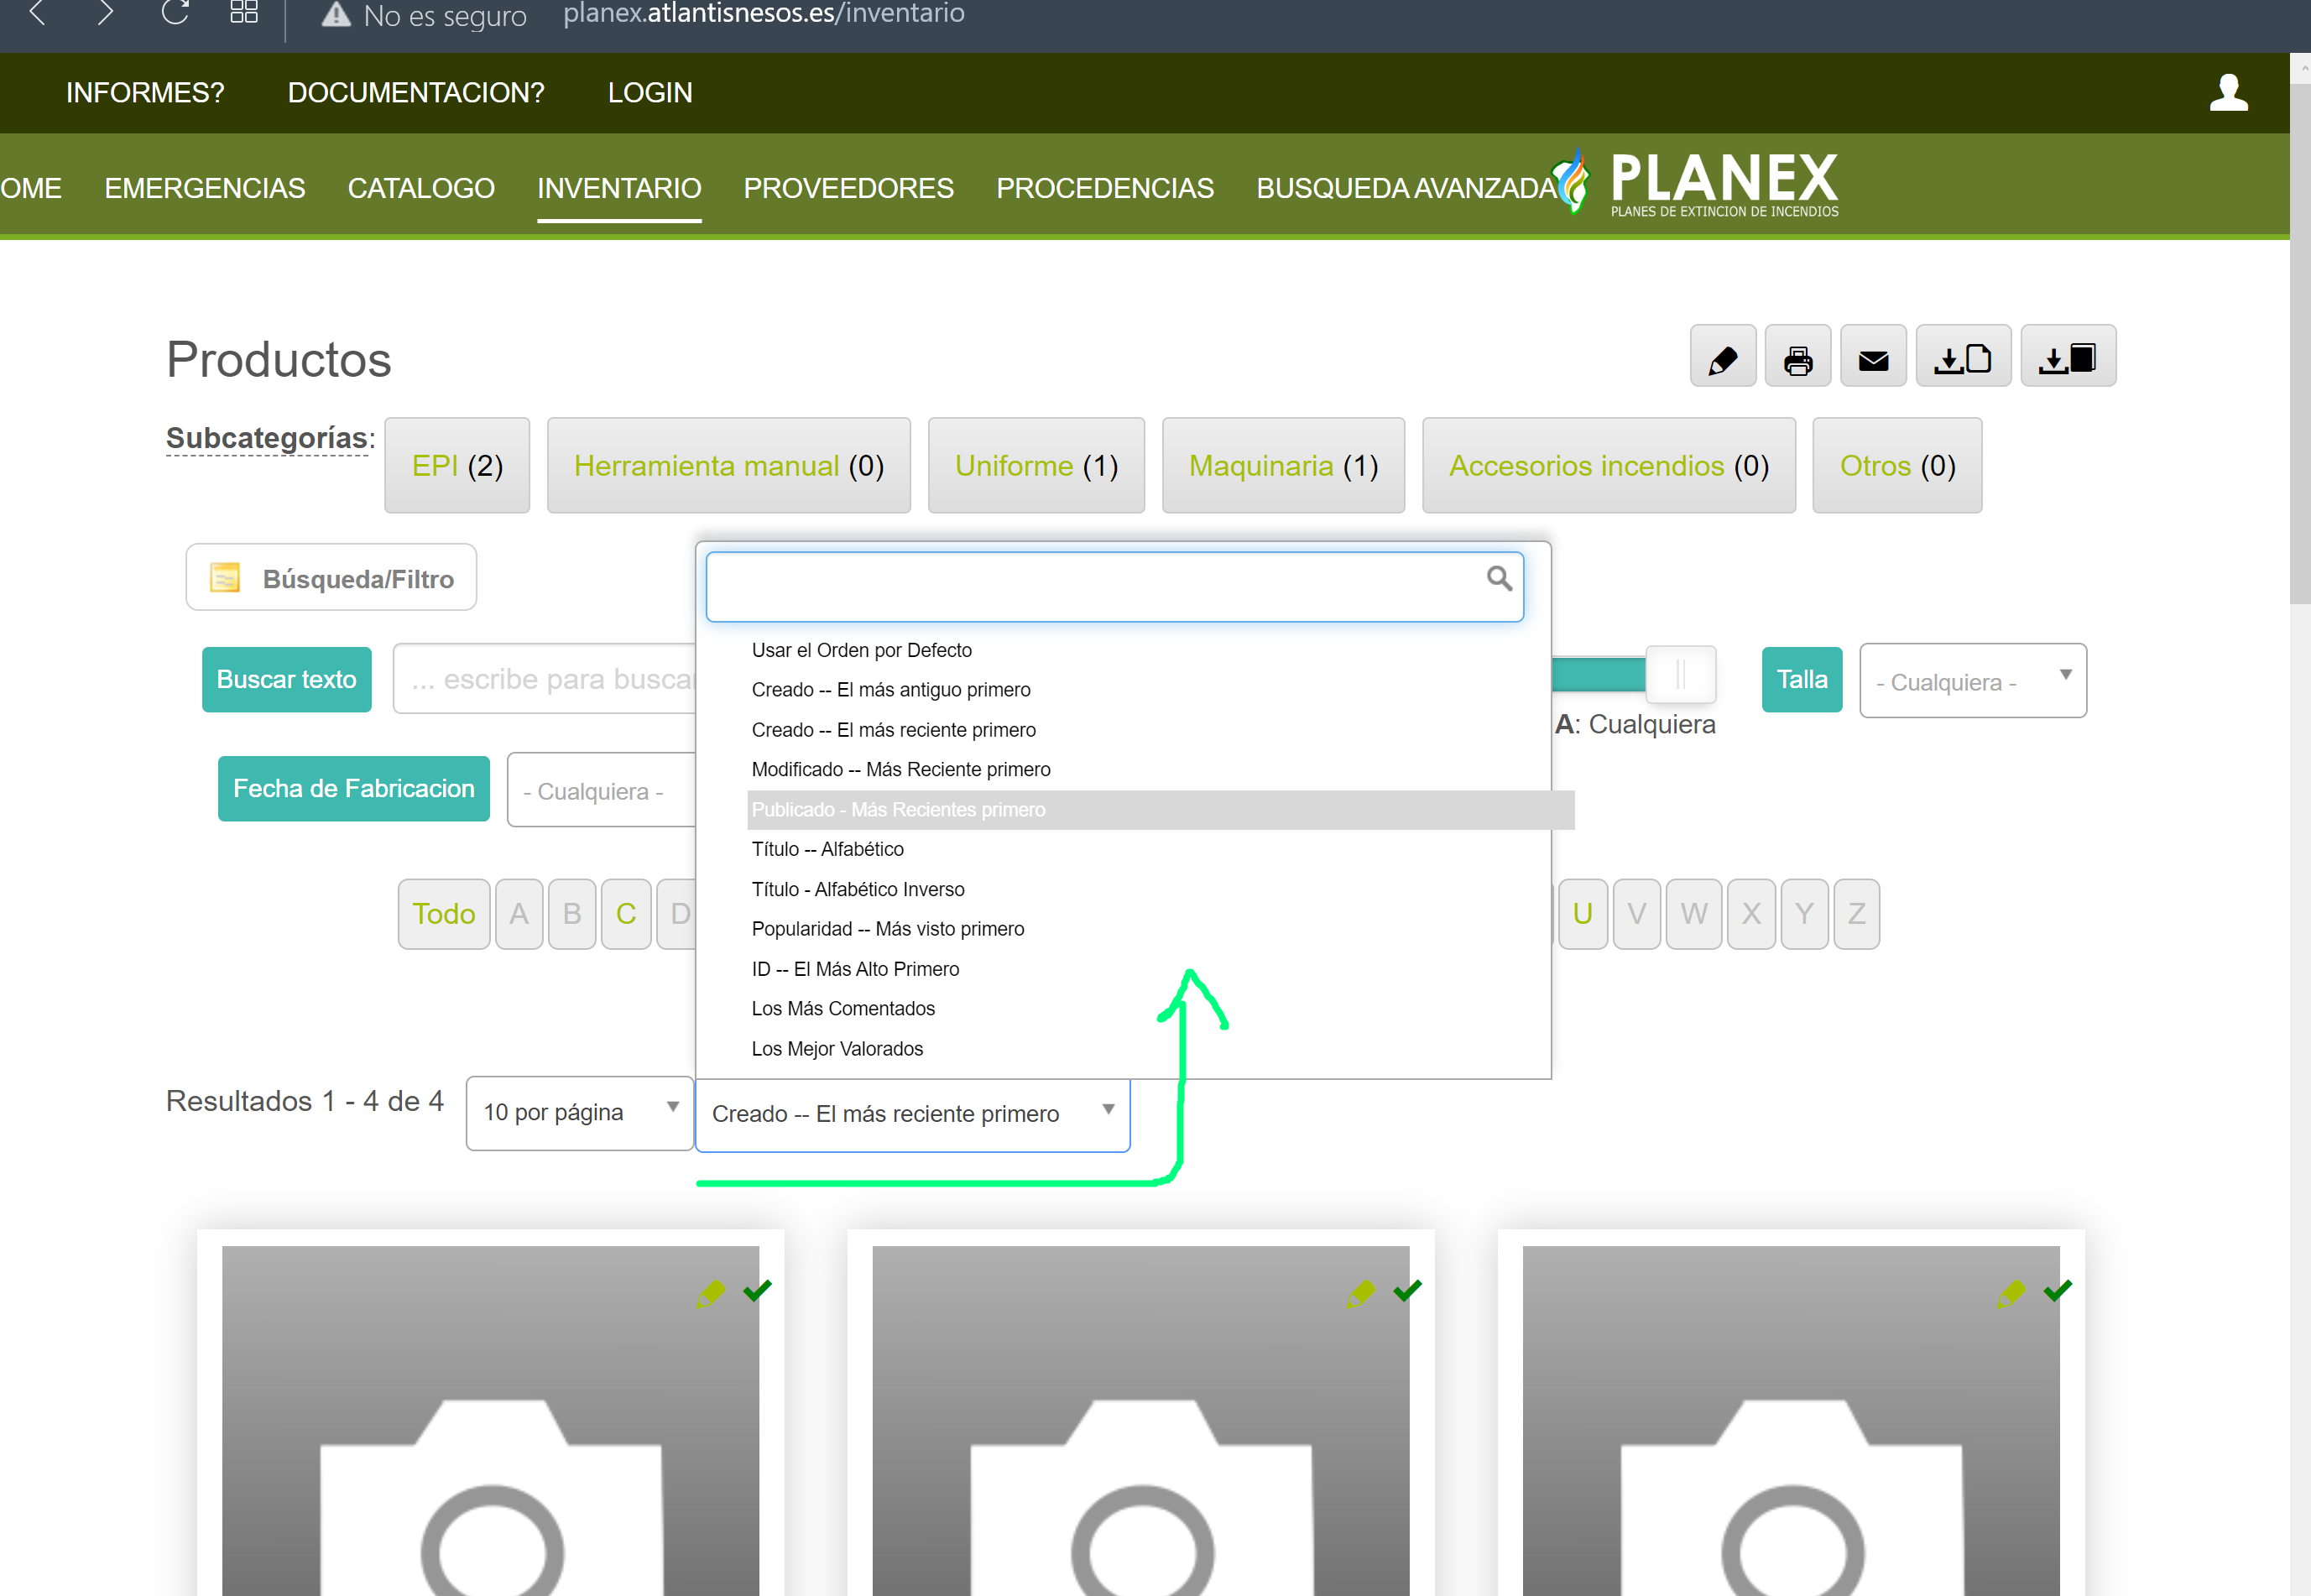 No es seguro planex.atlantisnesos.es/inventario
INFORMES? DOCUMENTACION? LOGIN
OME EMERGENCIAS CATALOGO INVENTARIO PROVEEDORES PROCEDENCIAS BUSQUEDA AVANZADA PLANEX
PLANES DE EXTINCION DE INCENDIOS
Productos
Subcategorías: EPI (2) Herramienta manual (0) Uniforme (1) Maquinaria (1) Accesorios incendios (0) Otros (0)
Búsqueda/Filtro
Usar el Orden por Defecto
Buscar texto ... escribe para buscar Talla - Cualquiera -
Creado -- El más antiguo primero
Creado -- El más reciente primero
A: Cualquiera
Modificado -- Más Reciente primero
Fecha de Fabricacion - Cualquiera -
Publicado - Más Recientes primero
Título -- Alfabético
Título - Alfabético Inverso
Todo A B C D U V W X Y Z
Popularidad -- Más visto primero
ID -- El Más Alto Primero
Los Más Comentados
Los Mejor Valorados
Resultados 1 - 4 de 4 10 por página Creado -- El más reciente primero